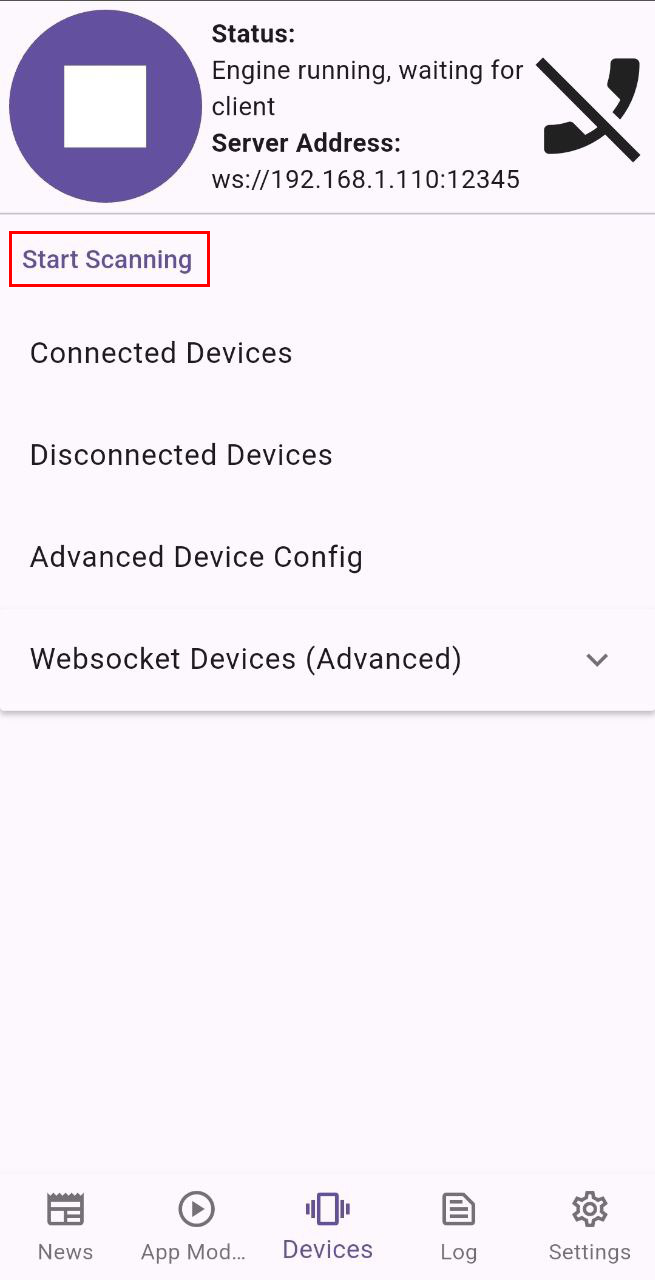 Status:
Engine running, waiting for
client
Server Address:
ws://192.168.1.110:12345
Start Scanning
Connected Devices
Disconnected Devices
Advanced Device Config
Websocket Devices (Advanced)
News
App Mod...
Devices
Log
Settings